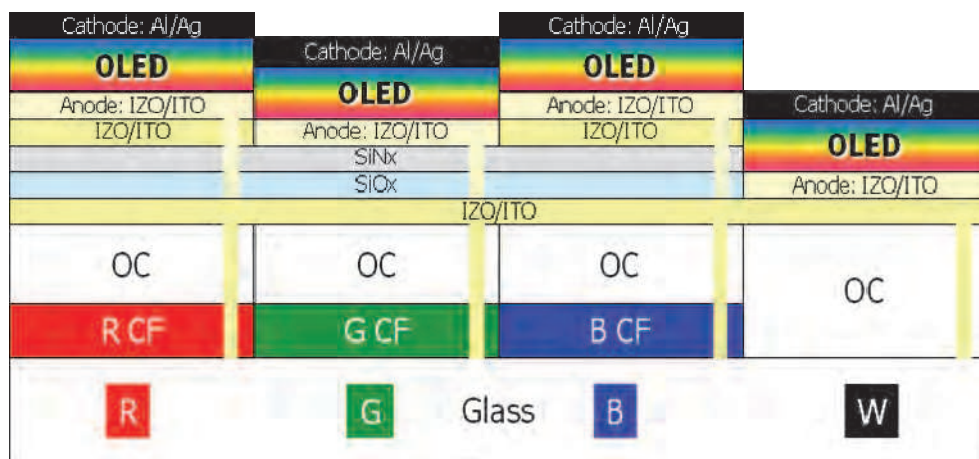 Cathode: Al/Ag
Cathode: Al/Ag
Cathode: Al/Ag
Cathode: Al/Ag
OLED
OLED
OLED
OLED
Anode: IZO/ITO
Anode: IZO/ITO
Anode: IZO/ITO
Anode: IZO/ITO
IZO/ITO
IZO/ITO
SiNx
SiOx
IZO/ITO
OC
OC
OC
OC
R CF
G CF
B CF
R
G
Glass
B
W